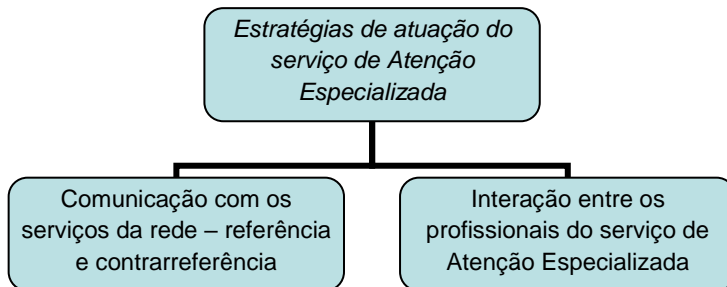 Estratégias de atuação do
serviço de Atenção
Especializada
Comunicação com os
serviços da rede – referência
e contrarreferência
Interação entre os
profissionais do serviço de
Atenção Especializada